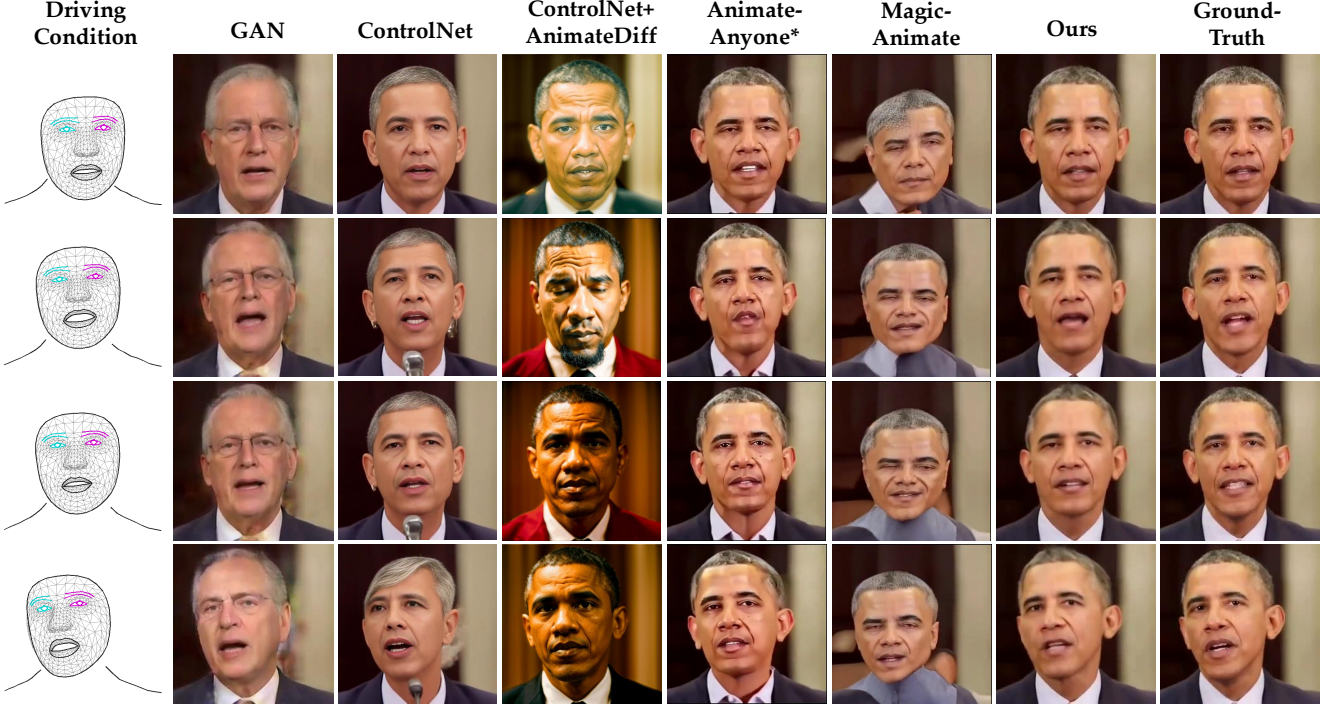 Driving
Condition
GAN
ControlNet
ControlNet+
AnimateDiff
Animate-
Anyone*
Magic-
Animate
Ours
Ground-
Truth